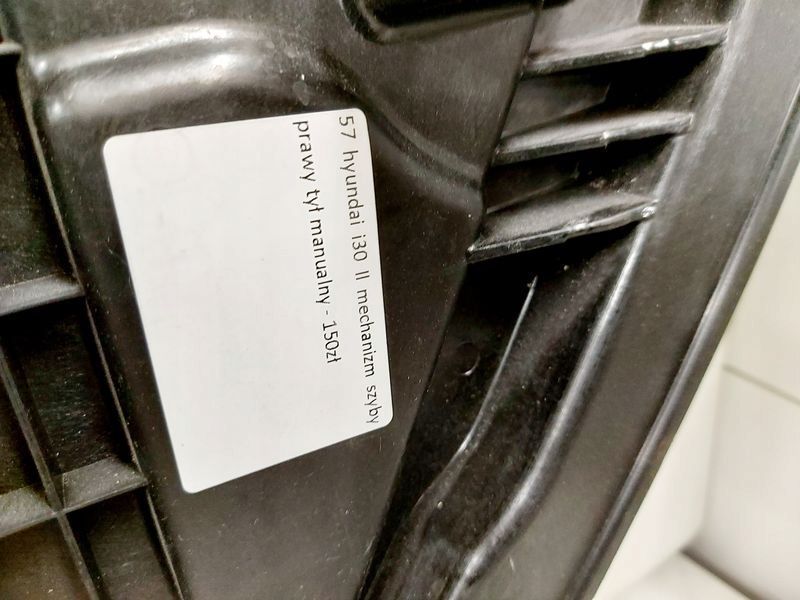 57 hyundai i30 II mechanizm szyby
prawy tył manualny - 150zł